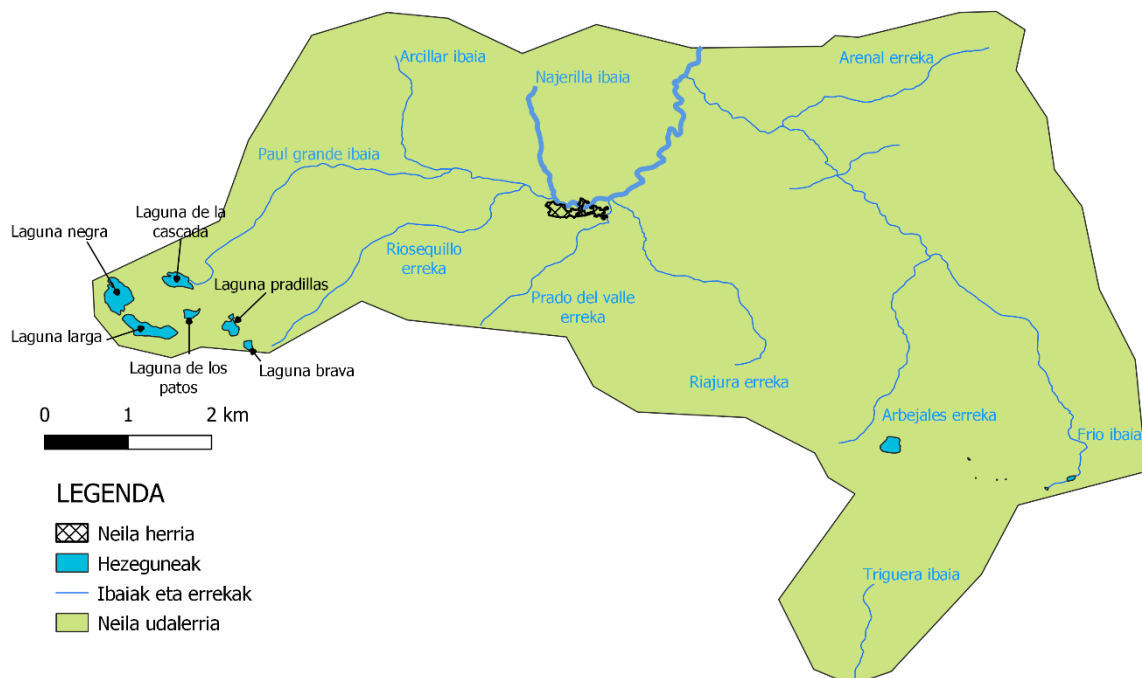 Arcillar ibaia
Arenal erreka
Najerilla ibaia
Paul grande ibaia
Laguna de la
cascada
Laguna negra
Riosequillo
erreka
Laguna pradillas
Prado del valle
erreka
Laguna larga
Laguna de los
patos
Laguna brava
Riajura erreka
0 1 2 km
Arbejales erreka
Frio ibaia
LEGENDA
Neila herria
Hezeguneak
Ibaiak eta errekak
Neila udalerria
Triguera ibaia